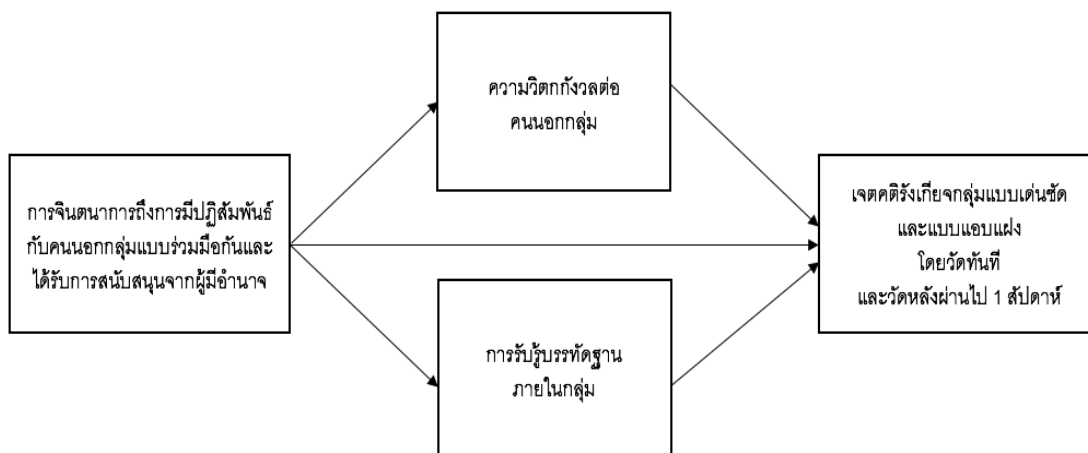 ความวิตกกังวลต่อ
คนนอกกลุ่ม
การจินตนาการถึงการมีปฏิสัมพันธ์
กับคนนอกกลุ่มแบบร่วมมือกันและ
ได้รับการสนับสนุนจากผู้มีอำนาจ
เจตคติรังเกียจกลุ่มแบบเด่นชัด
และแบบแอบแฝง
โดยวัดทันที
และวัดหลังผ่านไป 1 สัปดาห์
การรับรู้บรรทัดฐาน
ภายในกลุ่ม